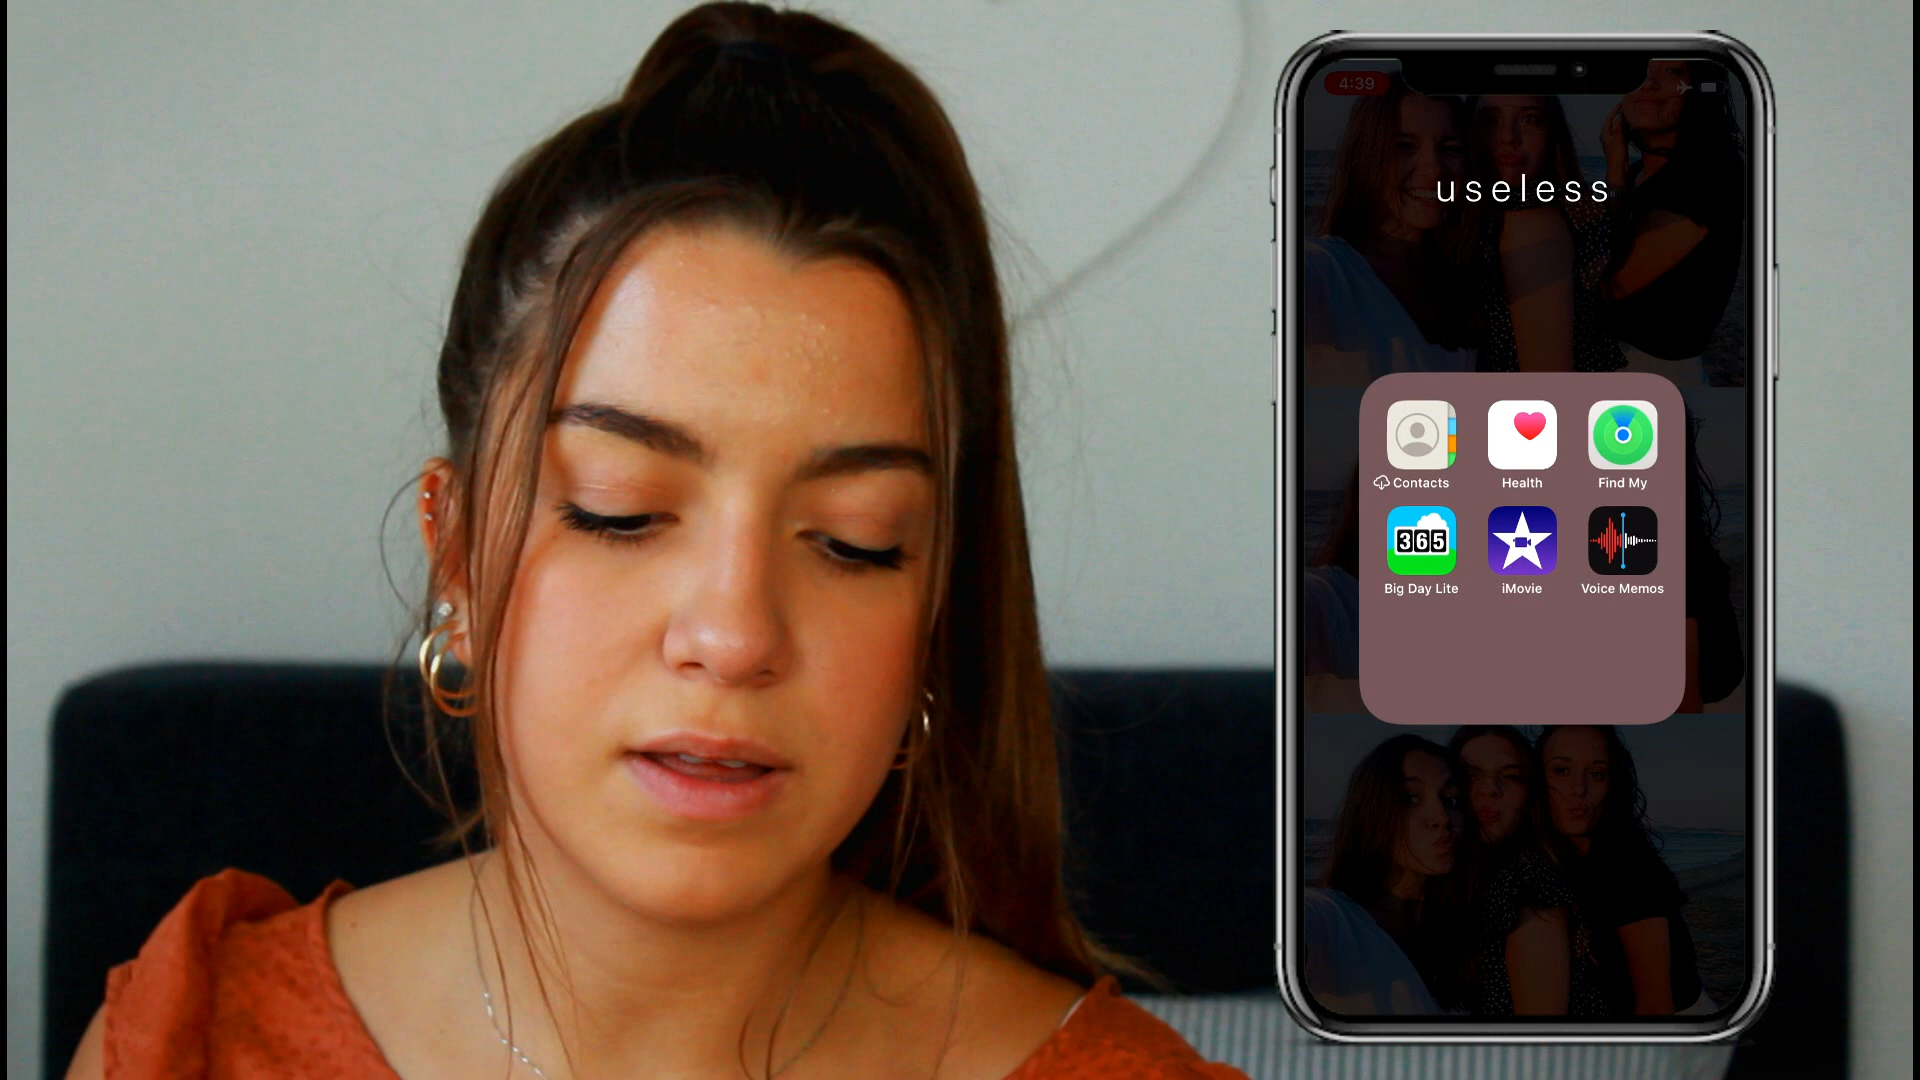 4:39
useless
Contacts Health Find My
365
Big Day Lite iMovie Voice Memos